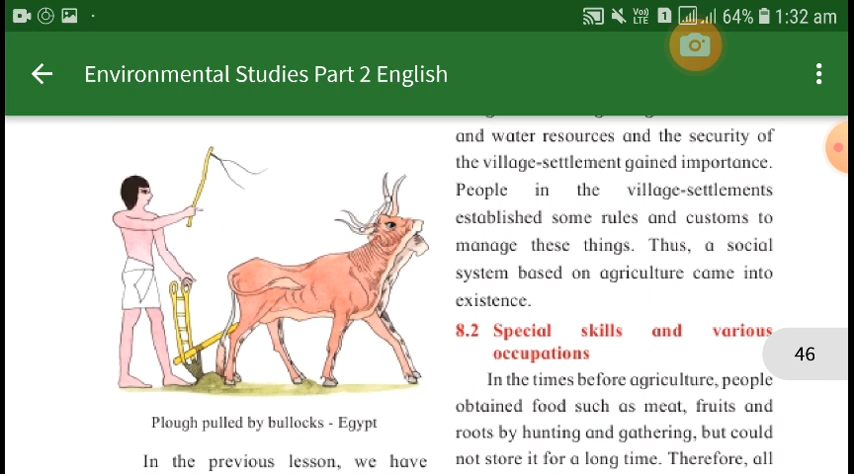 Vo) LTE 1 64% 1:32 am
Environmental Studies Part 2 English
Plough pulled by bullocks - Egypt
In the previous lesson, we have
and water resources and the security of
the village-settlement gained importance.
People in the village-settlements
established some rules and customs to
manage these things. Thus, a social
system based on agriculture came into
existence.
8.2 Special skills and various
occupations
In the times before agriculture, people
obtained food such as meat, fruits and
roots by hunting and gathering, but could
not store it for a long time. Therefore, all
46